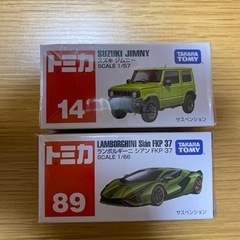 トミカ
SUZUKI JIMNY
スズキ ジムニー
SCALE 1/57
TAKARA
TOMY
14
サスペンション
トミカ
LAMBORGHINI Sián FKP 37
ランボルギーニ シアン FKP 37
SCALE 1/86
TAKARA
TOMY
89
サスペンション